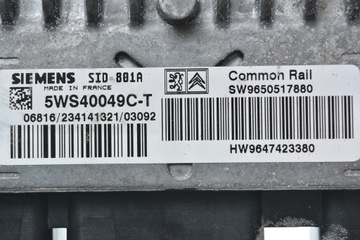 SIEMENS SID 801A
MADE IN FRANCE
5WS40049C-T
06816/234141321/03092
Common Rail
SW9650517880
HW9647423380